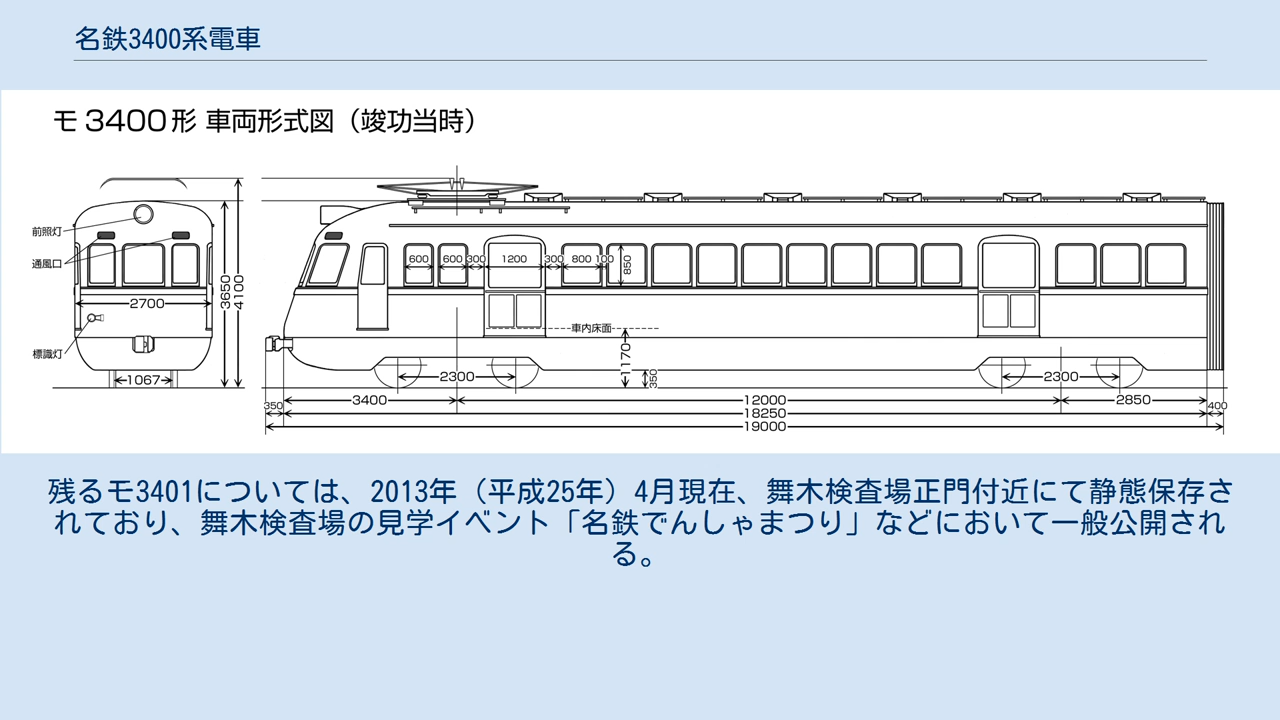 名鉄3400系電車
モ 3400 形 車両形式図（竣功当時）
前照灯
通風口
標識灯
2700
1067
3650
4100
600
600
300
1200
300
800
100
850
車内床面
1170
350
2300
2300
350
3400
12000
2850
400
18250
19000
残るモ3401については、2013年（平成25年）4月現在、舞木検査場正門付近にて静態保存さ
れており、舞木検査場の見学イベント「名鉄でんしゃまつり」などにおいて一般公開され
る。